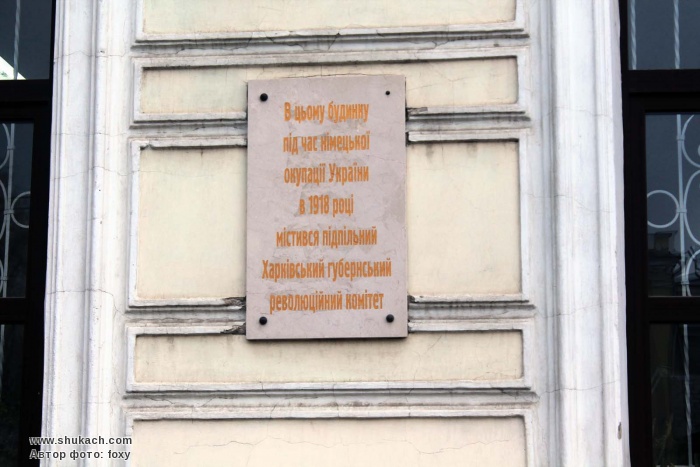 В цьому будинку
під час німецької
окупації України
в 1918 році
містився підпільний
Харківський губернський
революційний комітет
www.shukach.com
Автор фото: foxy